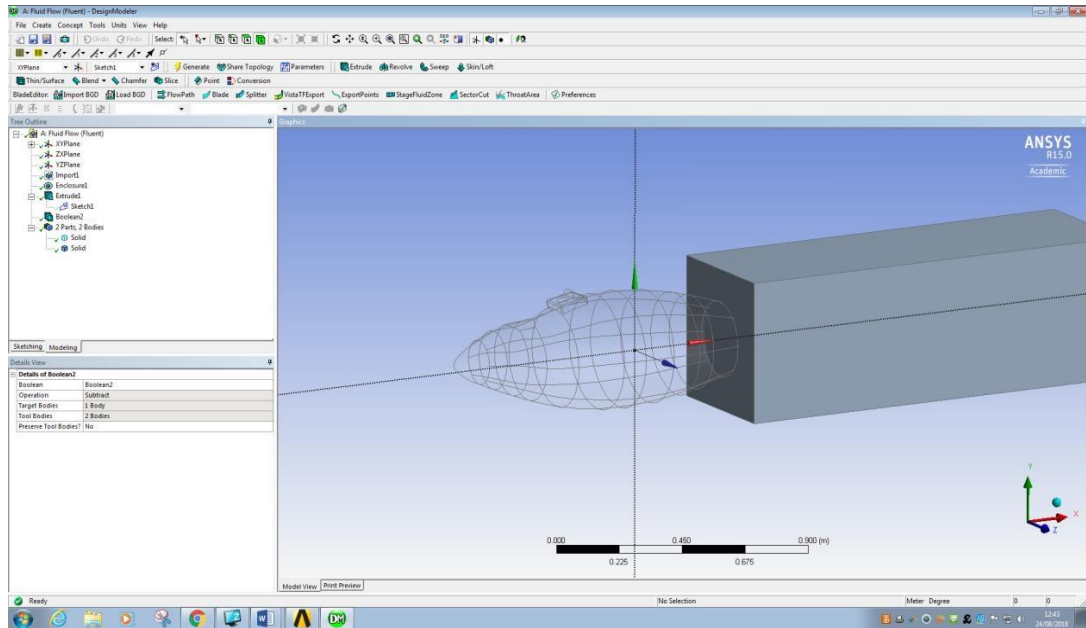 A: Fluid Flow (Fluent) - DesignModeler
File Create Concept Tools Units View Help
Undo Redo Select:
XYPlane Sketch1 Generate Share Topology Parameters Extrude Revolve Sweep Skin/Loft
Thin/Surface Blend Chamfer Slice Point Conversion
BladeEditor: Import BGD Load BGD FlowPath Blade Splitter VistaTFExport ExportPoints StageFluidZone SectorCut ThroatArea Preferences
Tree Outline
A: Fluid Flow (Fluent)
XYPlane
ZXPlane
YZPlane
Import1
Enclosure1
Extrude1
Sketch1
Boolean2
2 Parts, 2 Bodies
Solid
Solid
Sketching Modeling
Details View
Details of Boolean2
Boolean Boolean2
Operation Subtract
Target Bodies 1 Body
Tool Bodies 2 Bodies
Preserve Tool Bodies? No
Graphics
ANSYS
R15.0
Academic
Y
X
Z
0.000 0.450 0.900 (m)
0.225 0.675
Model View Print Preview
Ready No Selection Meter Degree 0 0
DM
12:43
24/08/2018